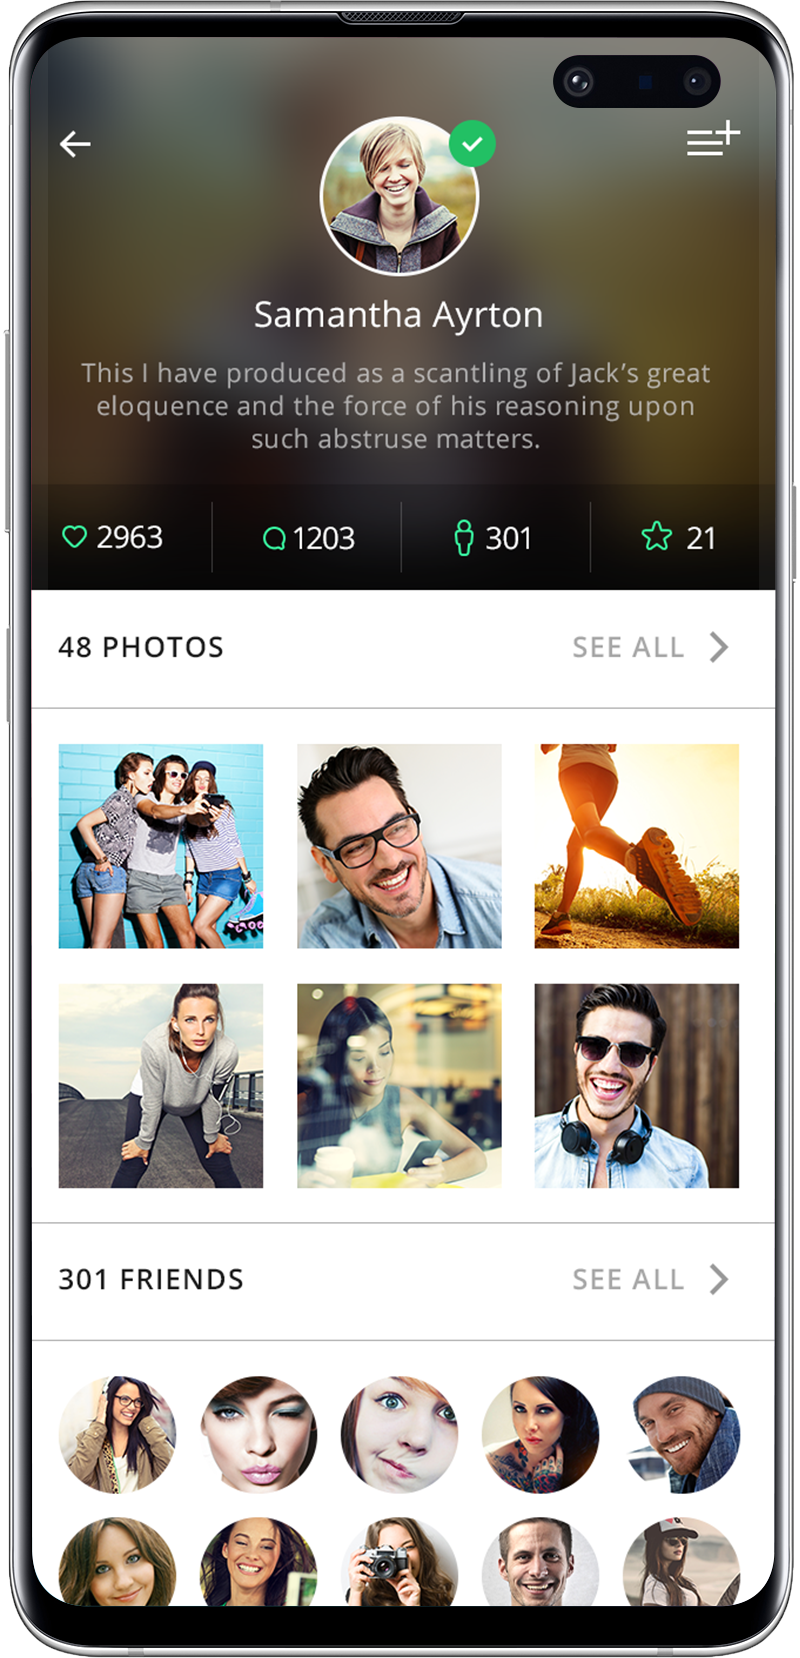 Samantha Ayrton
This I have produced as a scantling of Jack’s great
eloquence and the force of his reasoning upon
such abstruse matters.
2963 1203 301 21
48 PHOTOS SEE ALL
301 FRIENDS SEE ALL